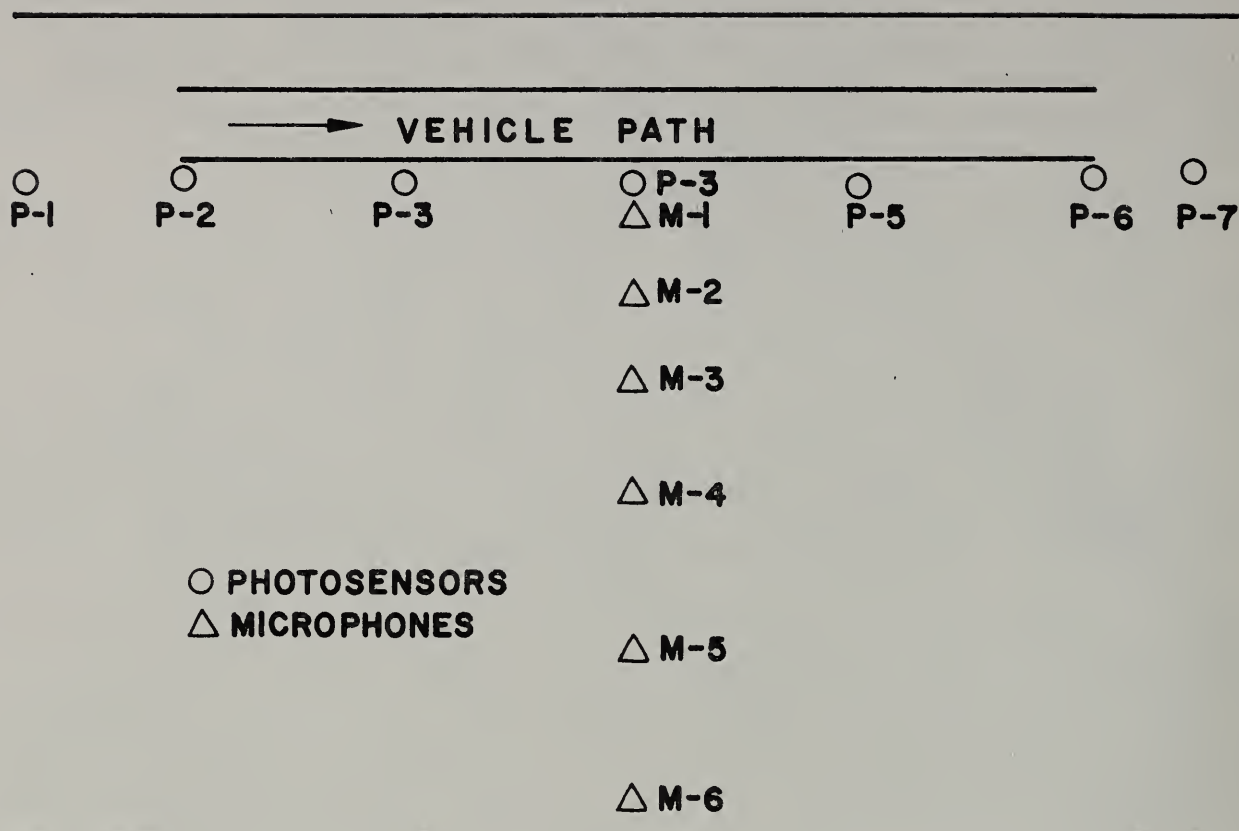 VEHICLE PATH
P-3
P-1 P-2 P-3 M-1 P-5 P-6 P-7
M-2
M-3
M-4
PHOTOSENSORS
MICROPHONES
M-5
M-6